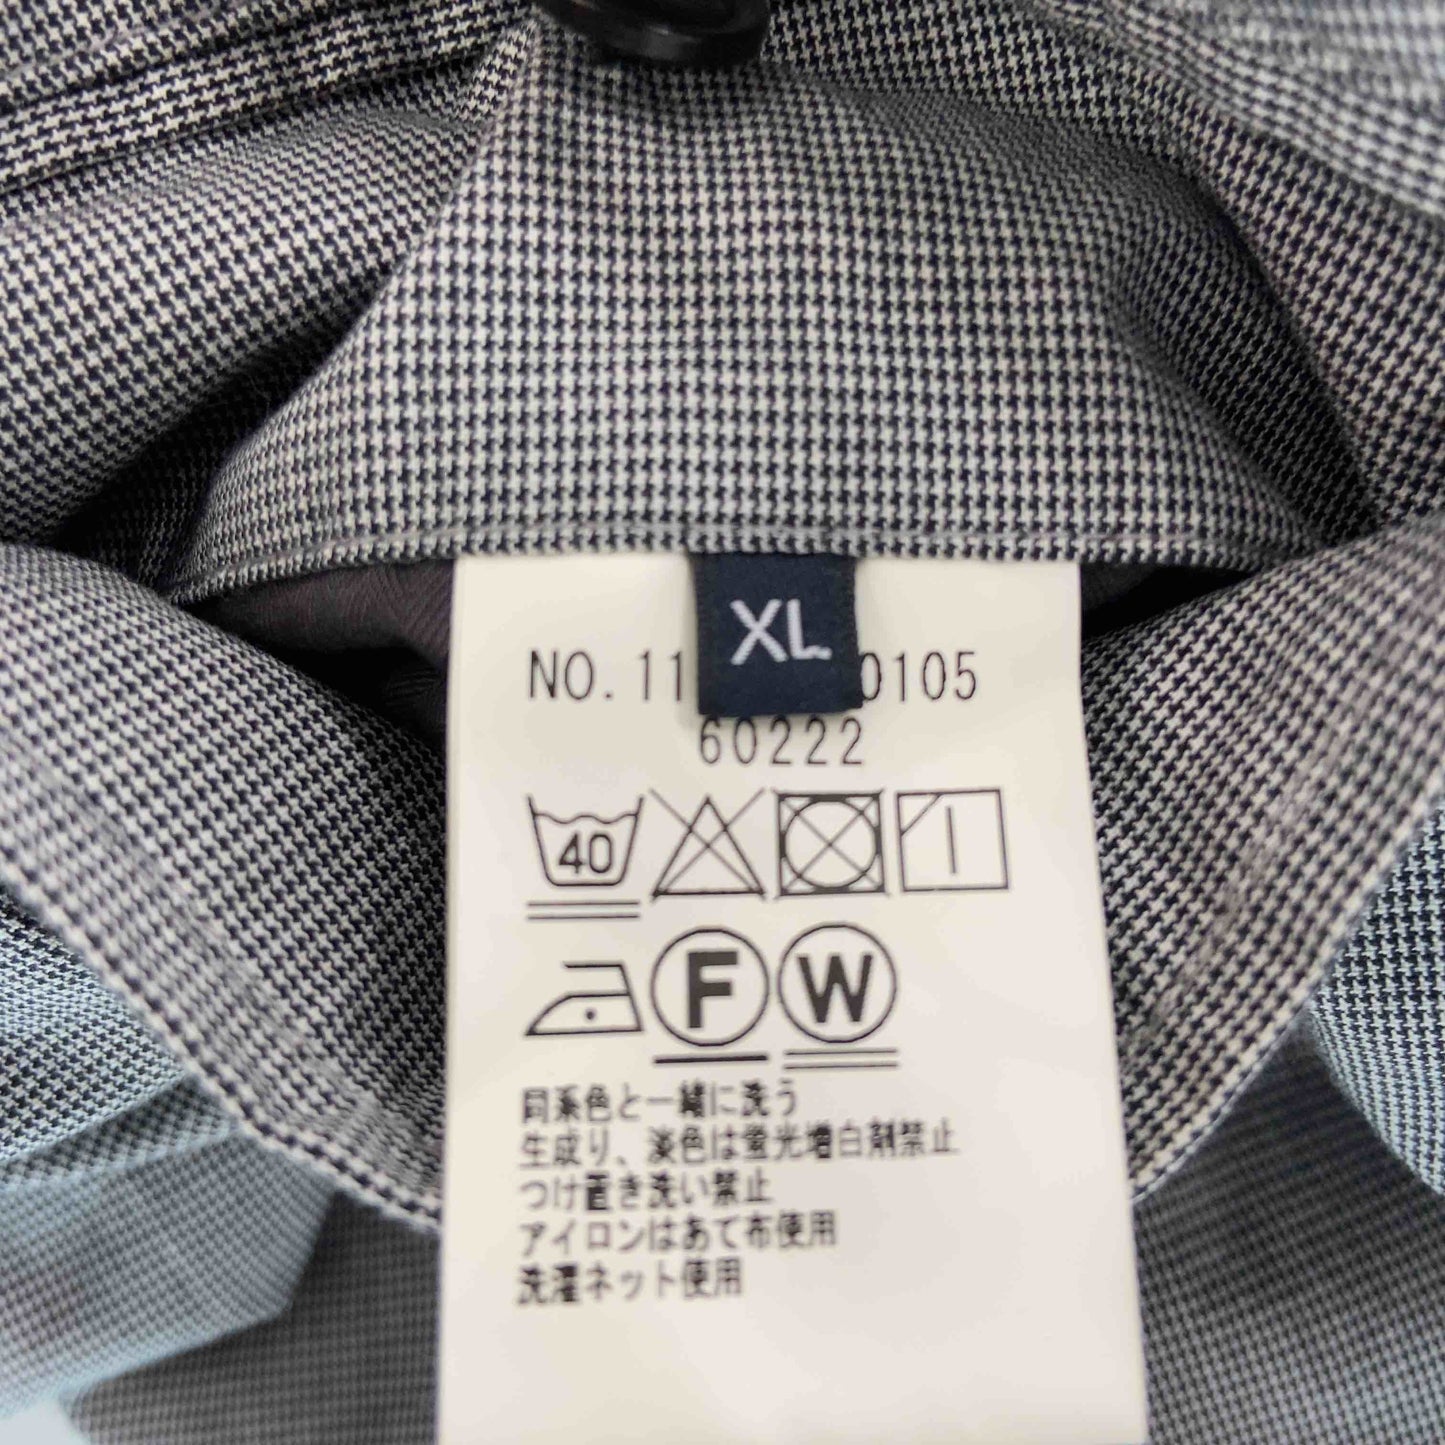 XL
NO. 11 0105
60222
40
F W
同系色と一緒に洗う
生成り、淡色は蛍光増白剤禁止
つけ置き洗い禁止
アイロンはあて布使用
洗濯ネット使用